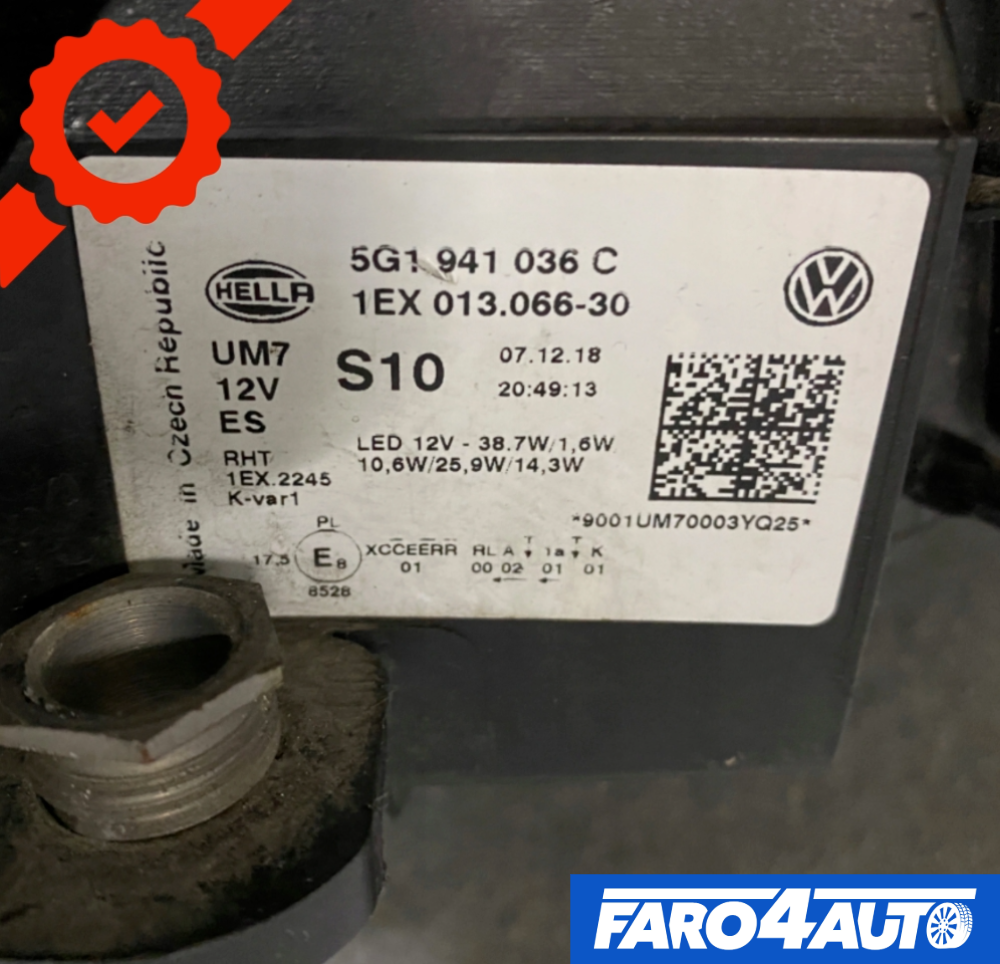 Made in Czech Republic
HELLA
5G1 941 036 C
1EX 013.066-30
UM7
12V
ES
S10
07.12.18
20:49:13
RHT
1EX.2245
K-var1
LED 12V - 38.7W/1,6W
10,6W/25,9W/14,3W
*9001UM70003YQ25*
PL
17,5 E8 XCCEERR RL A T 1a T K
01 00 02 01 01
8528
FARO4AUTO